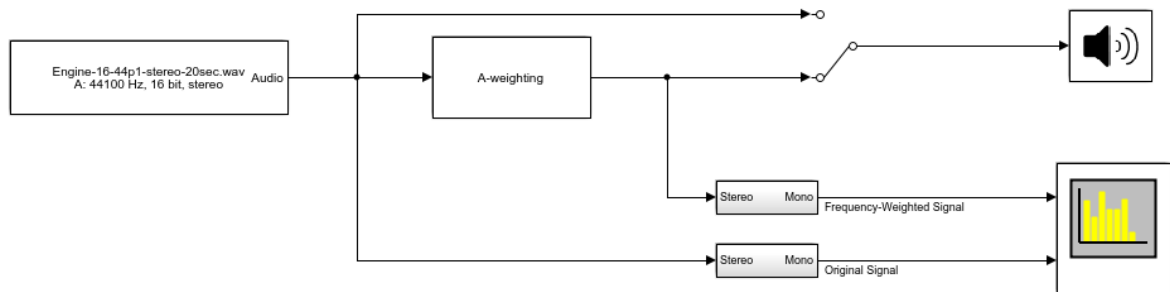 Engine-16-44p1-stereo-20sec.wav
A: 44100 Hz, 16 bit, stereo
Audio
A-weighting
Stereo Mono
Frequency-Weighted Signal
Stereo Mono
Original Signal